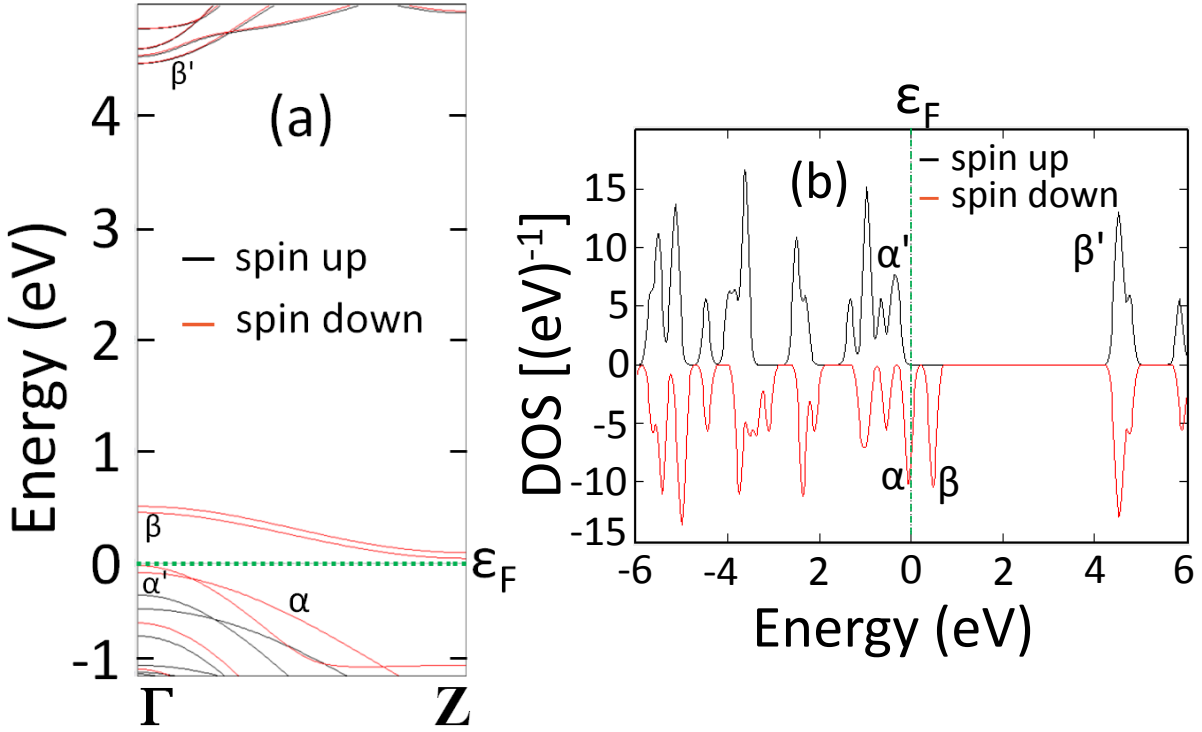 β'
(a)
4
3
2
1
0
-1
Energy (eV)
spin up
spin down
β
α'
α
εF
Γ
Z
εF
(b)
spin up
spin down
15
10
5
0
-5
-10
-15
DOS [(eV)-1]
α'
β'
α
β
-6
-4
-2
0
2
4
6
Energy (eV)